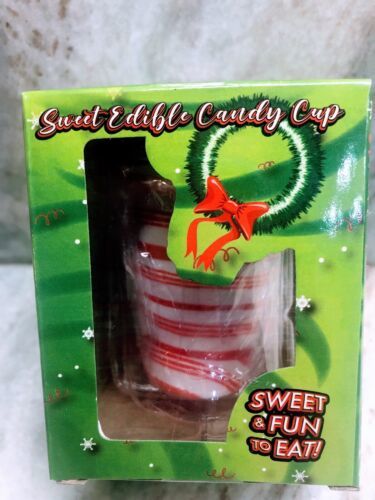 Sweet Edible Candy Cup
SWEET
& FUN
TO EAT!